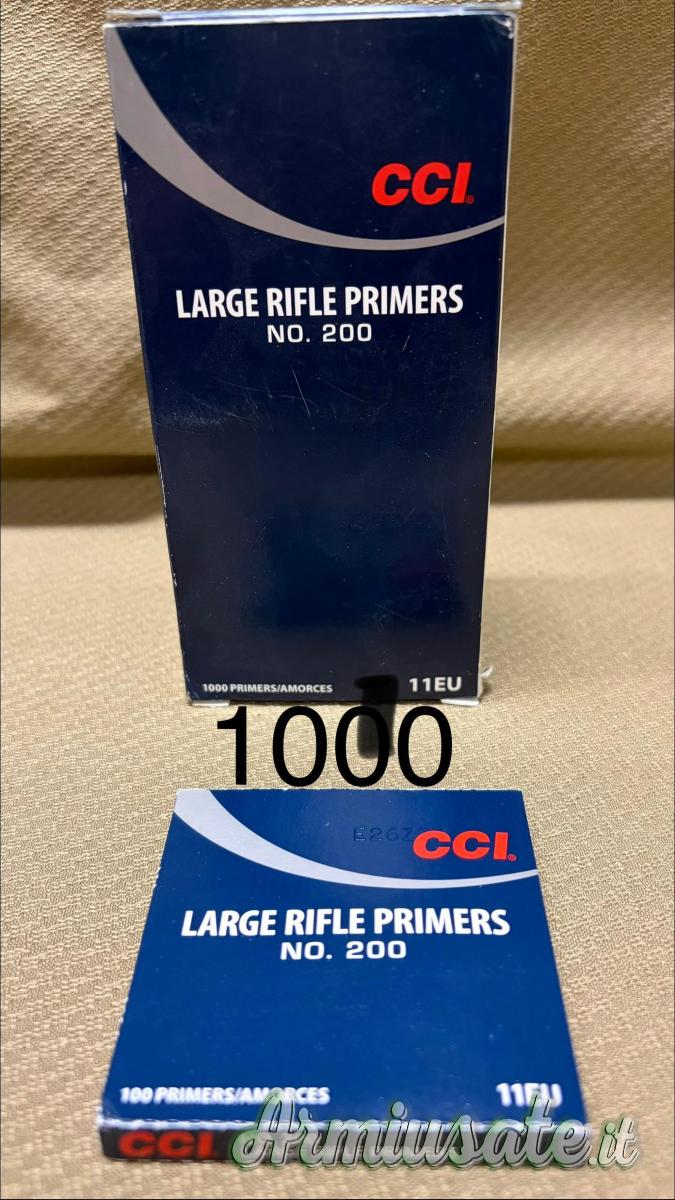 CCI®
LARGE RIFLE PRIMERS
NO. 200
1000 PRIMERS/AMORCES 11EU
1000
E26Z
CCI®
LARGE RIFLE PRIMERS
NO. 200
100 PRIMERS/AMORCES 11EU
CCI
Armiusate.it